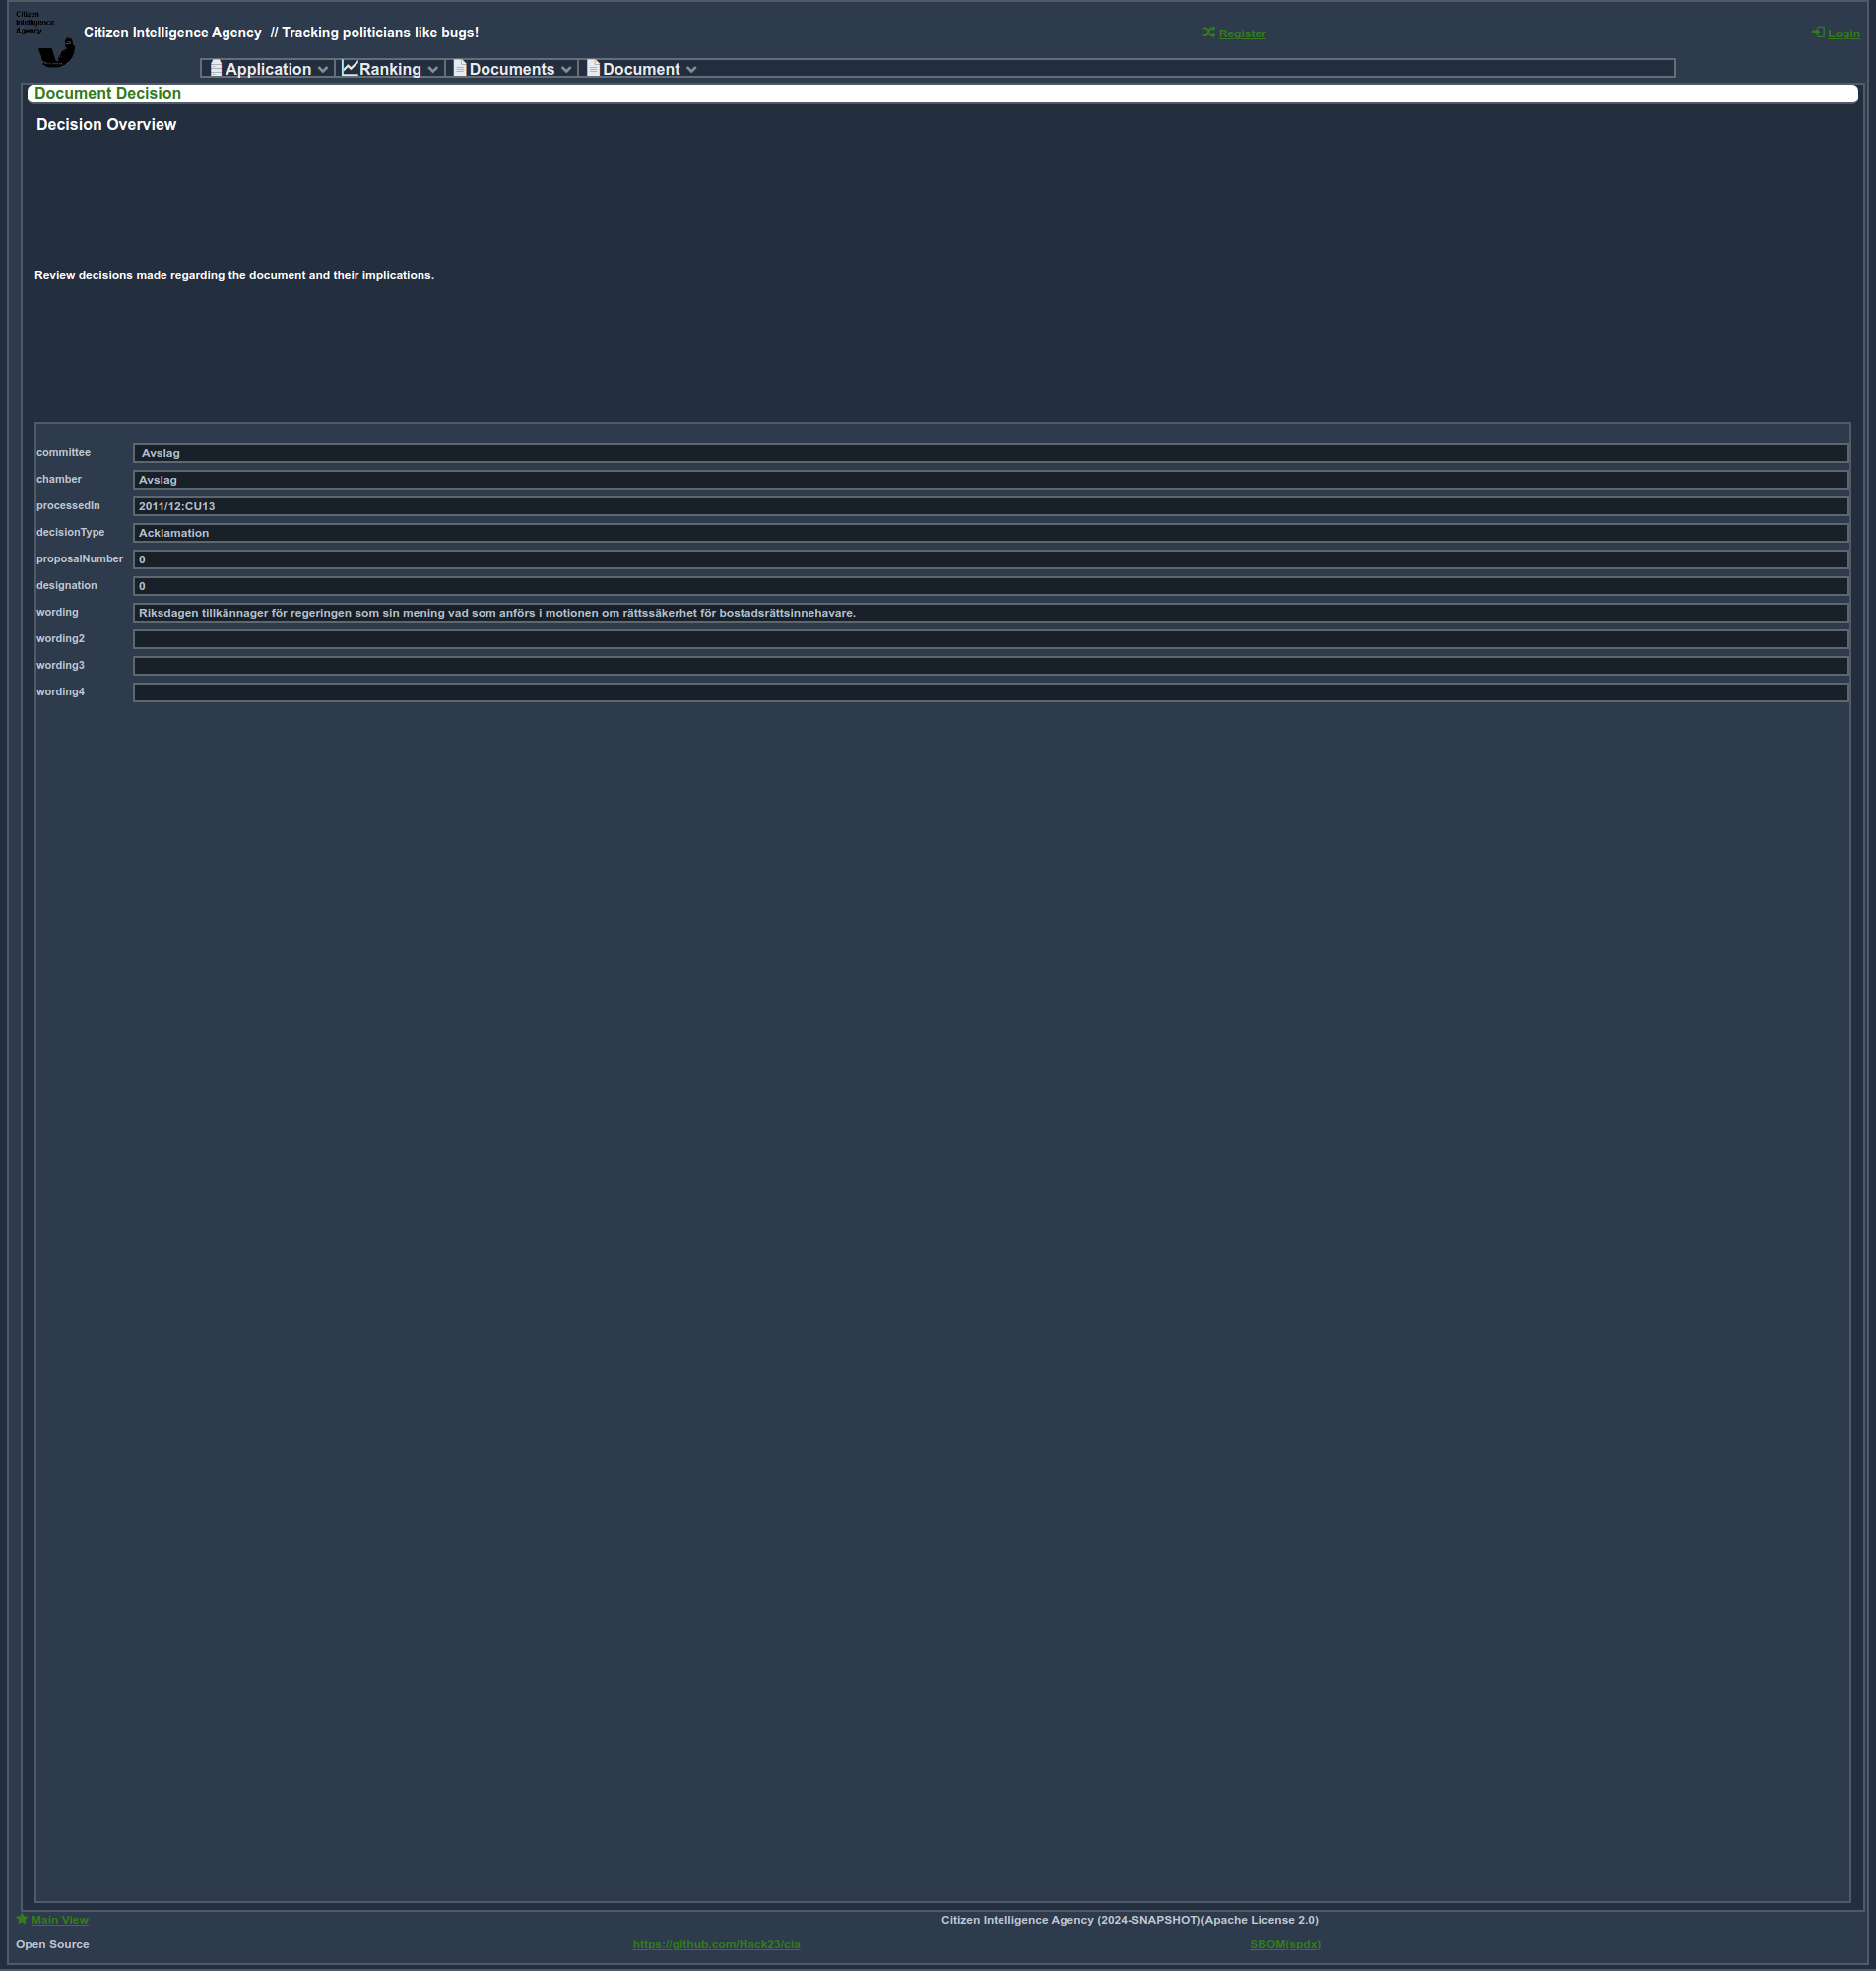 Citizen
Intelligence
Agency
Citizen Intelligence Agency // Tracking politicians like bugs!
Register
Login
Application
Ranking
Documents
Document
Document Decision
Decision Overview
Review decisions made regarding the document and their implications.
committee Avslag
chamber Avslag
processedIn 2011/12:CU13
decisionType Acklamation
proposalNumber 0
designation 0
wording Riksdagen tillkännager för regeringen som sin mening vad som anförs i motionen om rättssäkerhet för bostadsrättsinnehavare.
wording2
wording3
wording4
Main View
Citizen Intelligence Agency (2024-SNAPSHOT)(Apache License 2.0)
Open Source
https://github.com/Hack23/cia
SBOM(spdx)